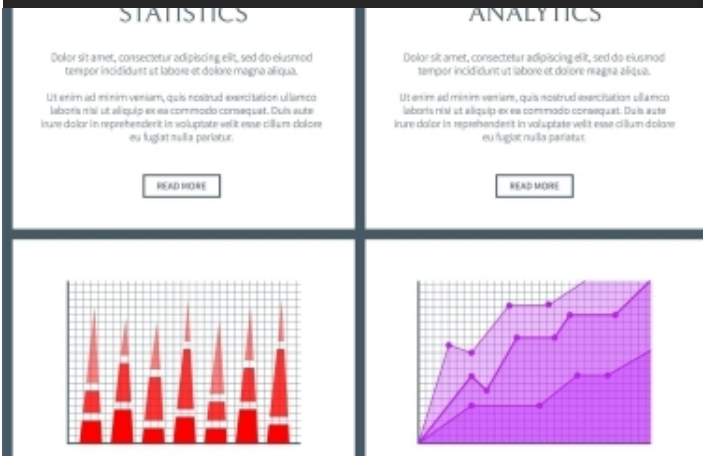 STATISTICS
Dolor sit amet, consectetur adipiscing elit, sed do eiusmod
tempor incididunt ut labore et dolore magna aliqua.
Ut enim ad minim veniam, quis nostrud exercitation ullamco
laboris nisi ut aliquip ex ea commodo consequat. Duis aute
irure dolor in reprehenderit in voluptate velit esse cillum dolore
eu fugiat nulla pariatur.
READ MORE
ANALYTICS
Dolor sit amet, consectetur adipiscing elit, sed do eiusmod
tempor incididunt ut labore et dolore magna aliqua.
Ut enim ad minim veniam, quis nostrud exercitation ullamco
laboris nisi ut aliquip ex ea commodo consequat. Duis aute
irure dolor in reprehenderit in voluptate velit esse cillum dolore
eu fugiat nulla pariatur.
READ MORE